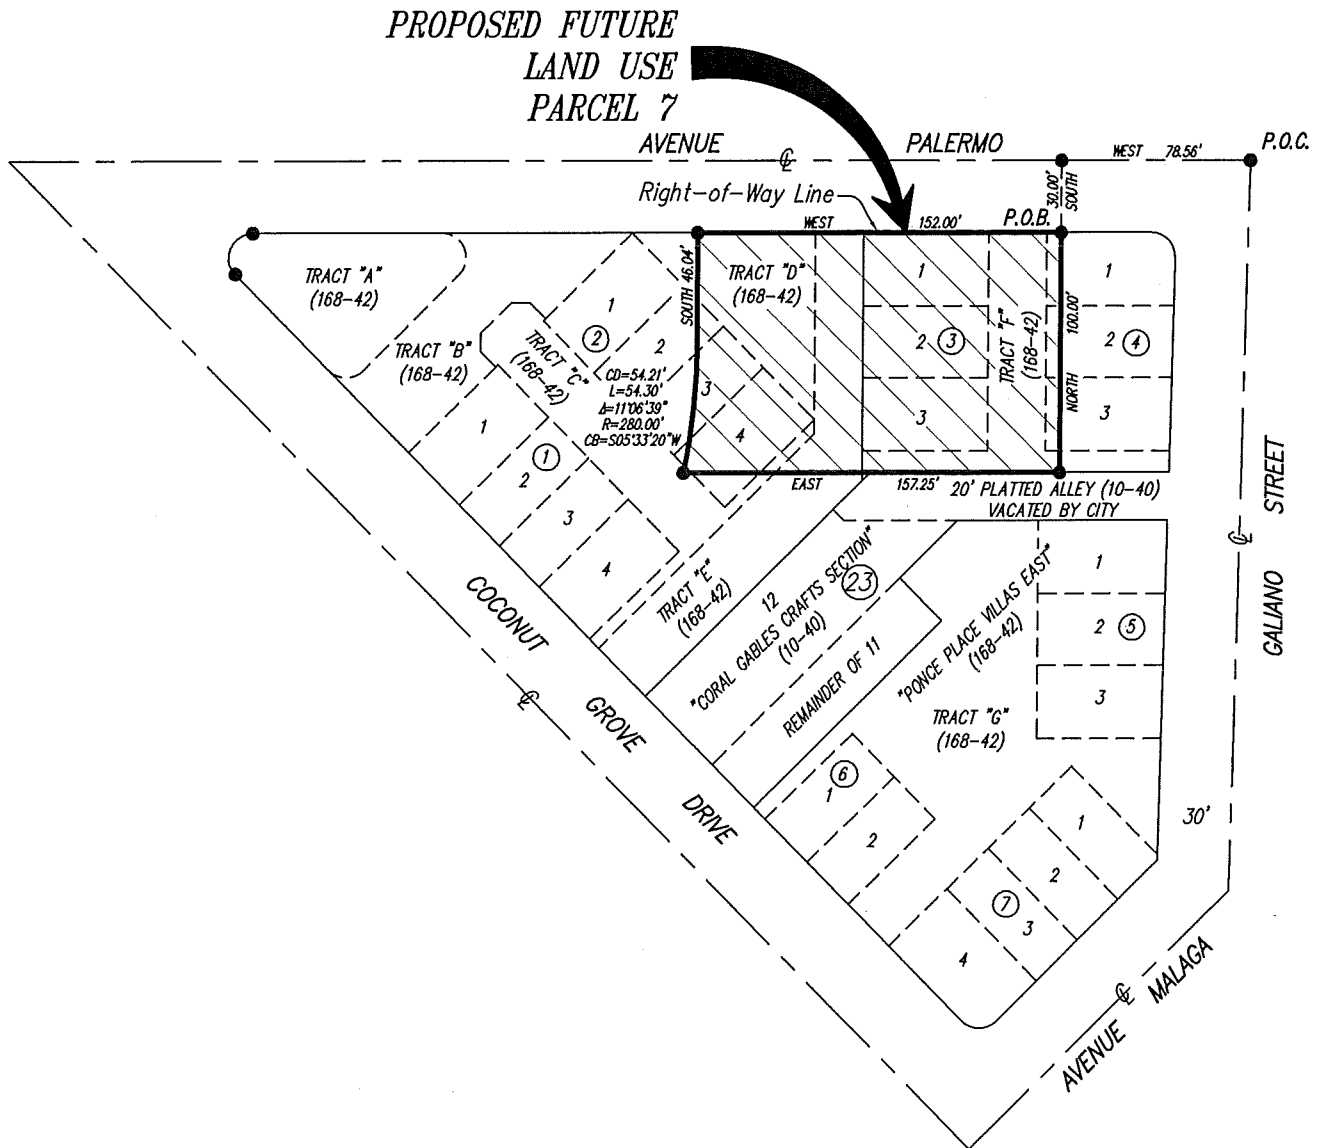 PROPOSED FUTURE
LAND USE
PARCEL 7
AVENUE
PALERMO
WEST 78.56'
P.O.C.
30.00'
SOUTH
Right-of-Way Line
WEST
152.00'
P.O.B.
TRACT "A"
(168-42)
TRACT "B"
(168-42)
TRACT "C"
(168-42)
1
2
2
3
4
SOUTH 46.04'
CD=54.21'
L=54.30'
Δ=11°06'39"
R=280.00'
CB=S05°33'20"W
TRACT "D"
(168-42)
1
2
3
3
TRACT "F"
(168-42)
NORTH 100.00'
1
2
4
3
EAST
157.25'
20' PLATTED ALLEY (10-40)
VACATED BY CITY
1
1
2
3
4
TRACT "E"
(168-42)
12
"CORAL GABLES CRAFTS SECTION"
(10-40)
23
REMAINDER OF 11
"PONCE PLACE VILLAS EAST"
(168-42)
TRACT "G"
(168-42)
1
2
5
3
6
1
2
7
1
2
3
4
COCONUT
GROVE
DRIVE
C̵L
GALIANO STREET
30'
AVENUE MALAGA